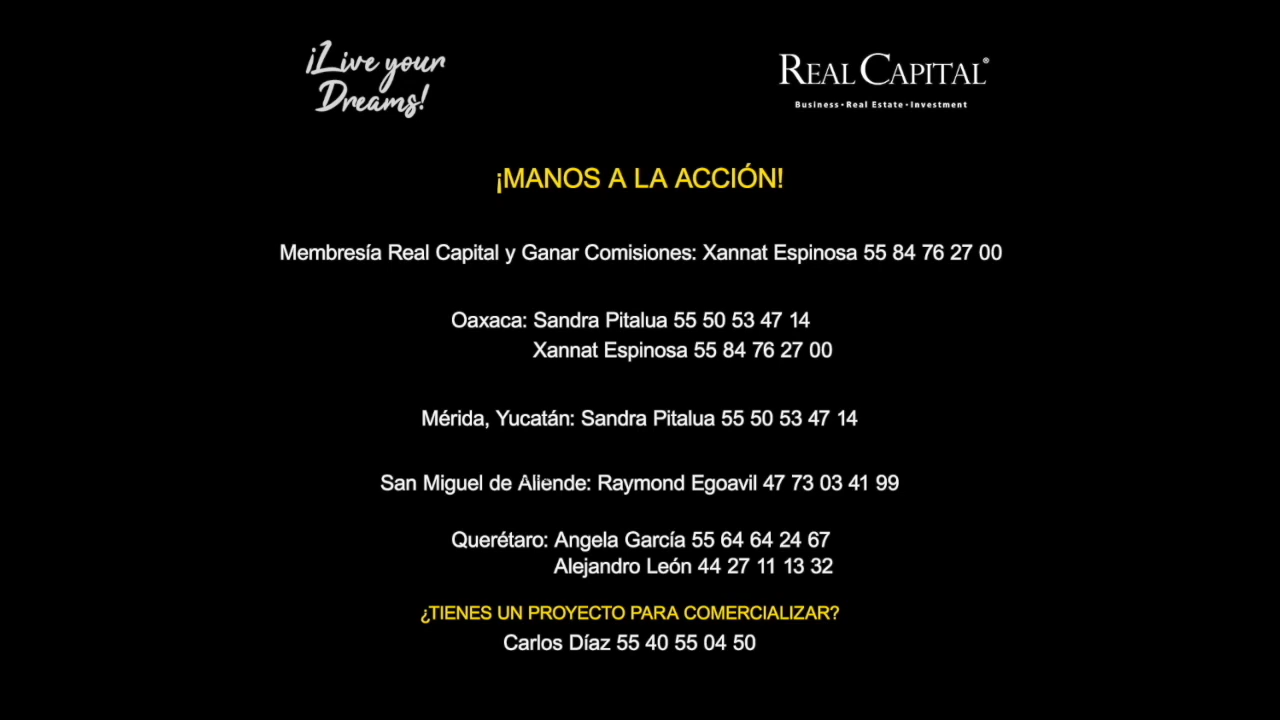 ¡Live your
Dreams!
REAL CAPITAL®
Business • Real Estate • Investment
¡MANOS A LA ACCIÓN!
Membresía Real Capital y Ganar Comisiones: Xannat Espinosa 55 84 76 27 00
Oaxaca: Sandra Pitalua 55 50 53 47 14
Xannat Espinosa 55 84 76 27 00
Mérida, Yucatán: Sandra Pitalua 55 50 53 47 14
San Miguel de Allende: Raymond Egoavil 47 73 03 41 99
Querétaro: Angela García 55 64 64 24 67
Alejandro León 44 27 11 13 32
¿TIENES UN PROYECTO PARA COMERCIALIZAR?
Carlos Díaz 55 40 55 04 50